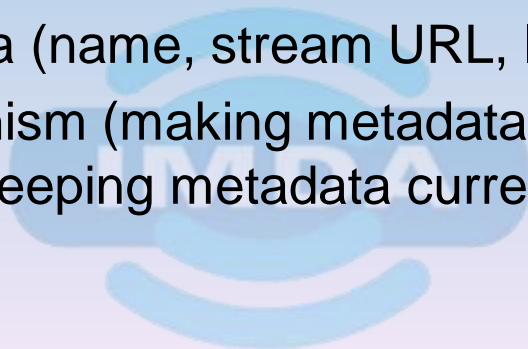 a (name, stream URL,
nism (making metadata
eeping metadata curre
IMDA